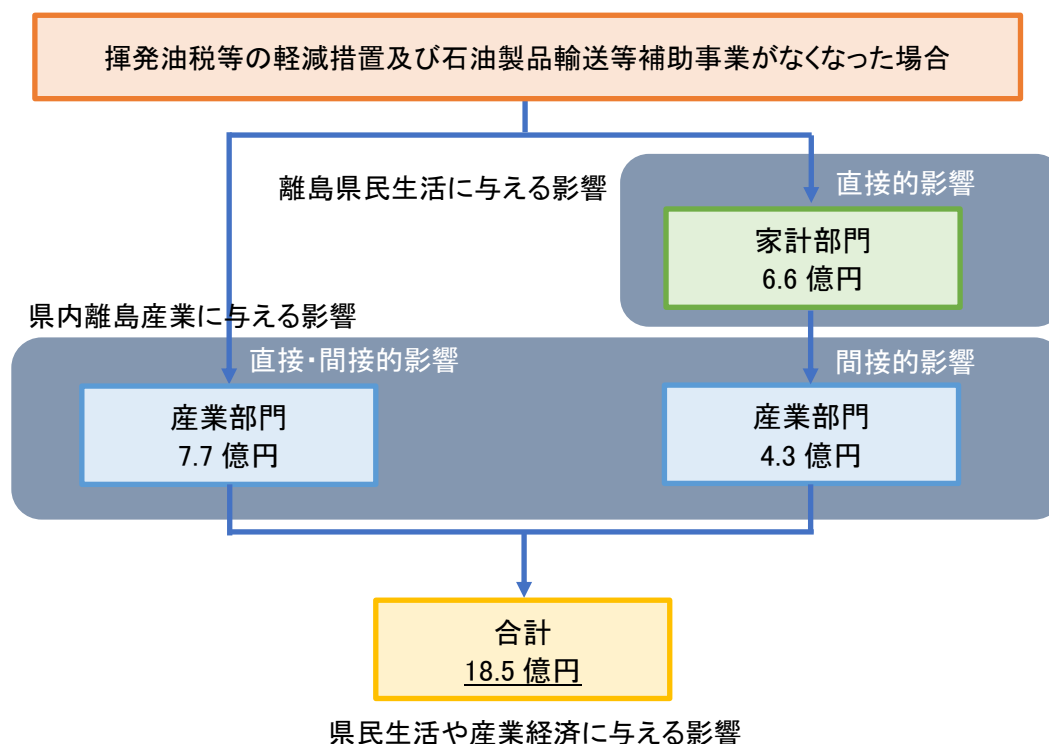 揮発油税等の軽減措置及び石油製品輸送等補助事業がなくなった場合
離島県民生活に与える影響
直接的影響
家計部門
6.6 億円
県内離島産業に与える影響
直接・間接的影響
間接的影響
産業部門
7.7 億円
産業部門
4.3 億円
合計
18.5 億円
県民生活や産業経済に与える影響